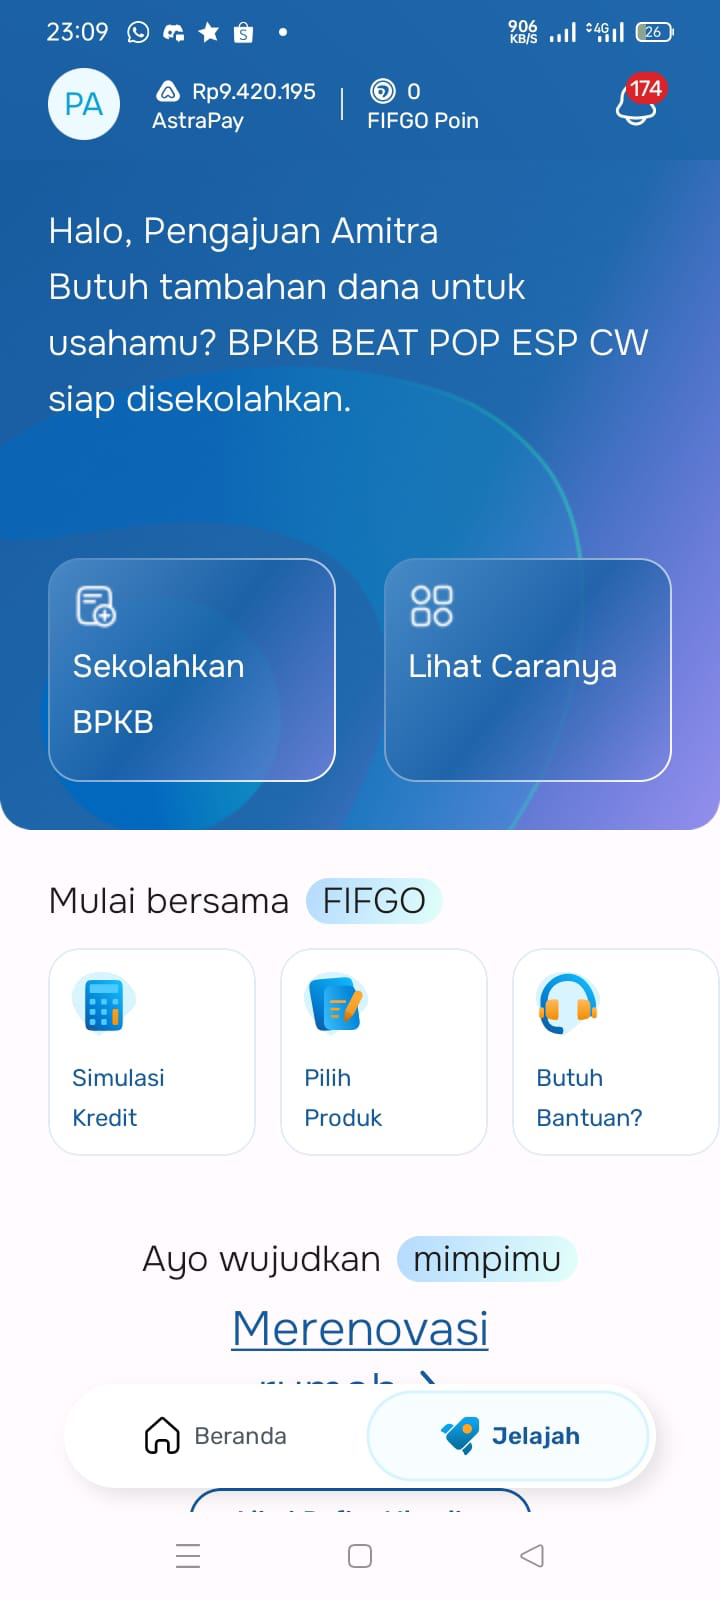 23:09
906 KB/S
4G
26
PA
Rp9.420.195
AstraPay
0
FIFGO Poin
174
Halo, Pengajuan Amitra
Butuh tambahan dana untuk
usahamu? BPKB BEAT POP ESP CW
siap disekolahkan.
Sekolahkan
BPKB
Lihat Caranya
Mulai bersama FIFGO
Simulasi
Kredit
Pilih
Produk
Butuh
Bantuan?
Ayo wujudkan mimpimu
Merenovasi
rumah
Beranda
Jelajah